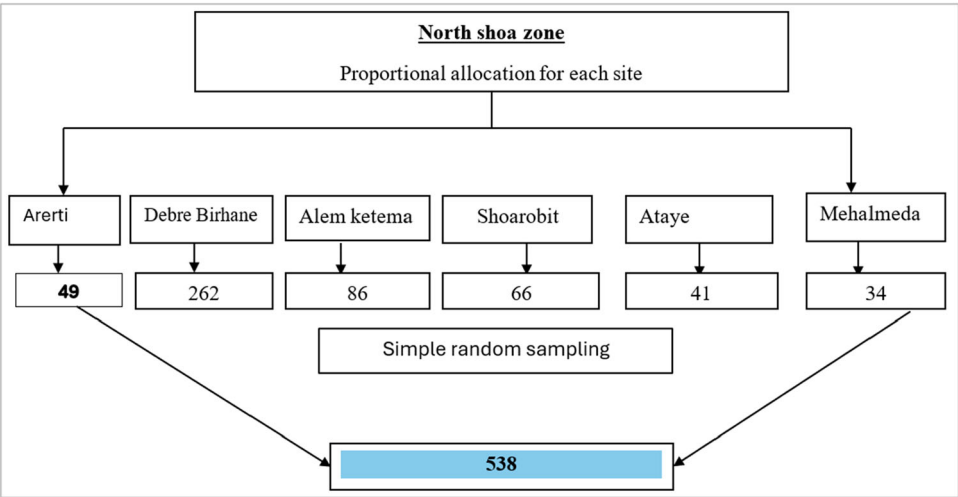 North shoa zone
Proportional allocation for each site
Arerti
Debre Birhane
Alem ketema
Shoarobit
Ataye
Mehalmeda
49
262
86
66
41
34
Simple random sampling
538